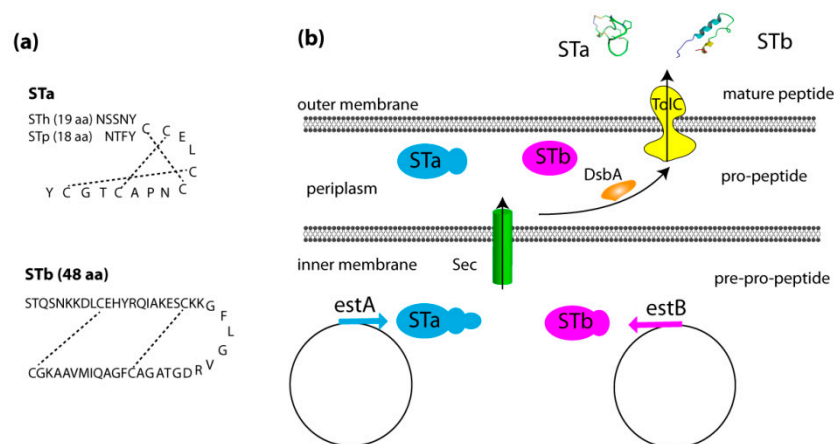 (a)
STa
STh (19 aa) NSSNY C C E
STp (18 aa) NTFY L
C
Y C G T C A P N C
STb (48 aa)
STQSNKKDLCEHYRQIAKESCKK G
F
L
G
V
CGKAAVMIQAGFCAGATGD R
(b)
STa
STb
mature peptide
outer membrane
TolC
STa
STb
DsbA
pro-peptide
periplasm
inner membrane
Sec
pre-pro-peptide
estA
STa
STb
estB